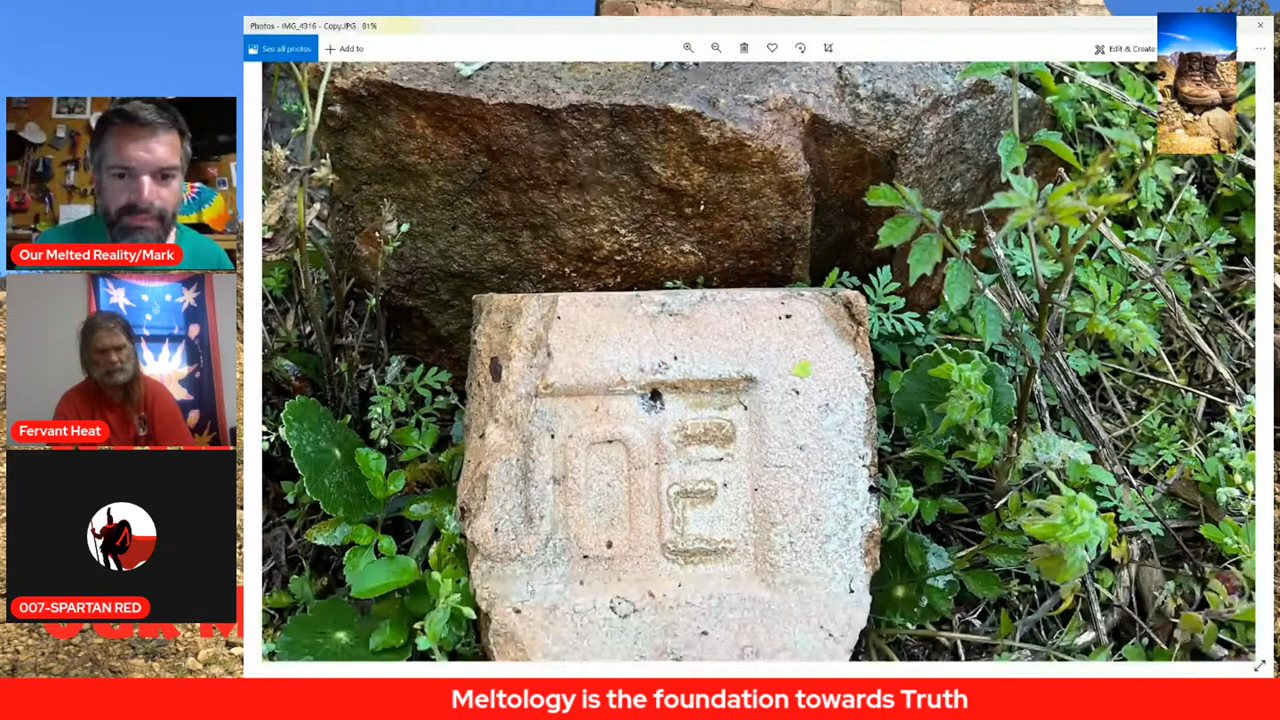 Photos - IMG_4316 - Copy.JPG 81%
See all photos
Add to
Edit & Create
Our Melted Reality/Mark
Fervant Heat
007-SPARTAN RED
JOE
Meltology is the foundation towards Truth